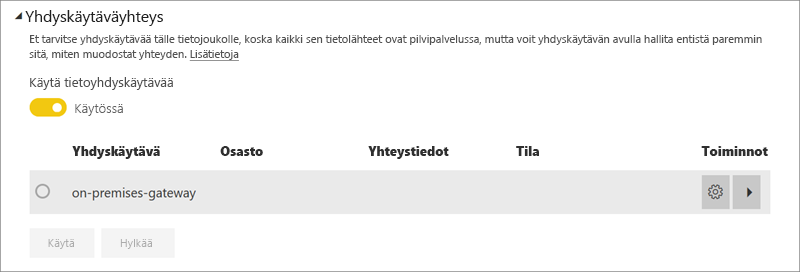 Yhdyskäytäväyhteys
Et tarvitse yhdyskäytävää tälle tietojoukolle, koska kaikki sen tietolähteet ovat pilvipalvelussa, mutta voit yhdyskäytävän avulla hallita entistä paremmin
sitä, miten muodostat yhteyden. Lisätietoja
Käytä tietoyhdyskäytävää
Käytössä
Yhdyskäytävä Osasto Yhteystiedot Tila Toiminnot
on-premises-gateway
Käytä Hylkää